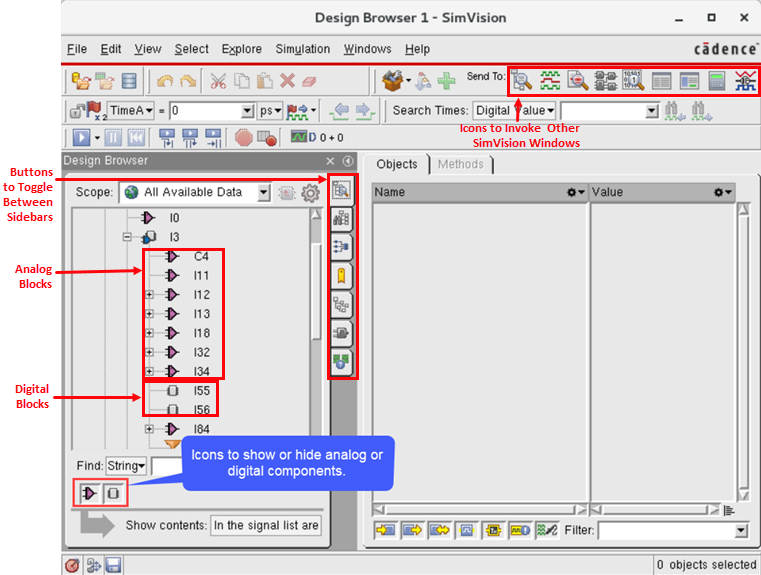 Design Browser 1 - SimVision
File Edit View Select Explore Simulation Windows Help
cādence
Send To:
TimeA = 0 ps
Search Times: Digital Value
D 0 + 0
Icons to Invoke Other
SimVision Windows
Buttons
to Toggle
Between
Sidebars
Design Browser
Scope: All Available Data
I0
I3
Analog
Blocks
C4
I11
I12
I13
I18
I32
I34
Digital
Blocks
I55
I56
I84
Find: String
Icons to show or hide analog or
digital components.
Show contents: In the signal list are
Objects Methods
Name Value
Filter:
0 objects selected